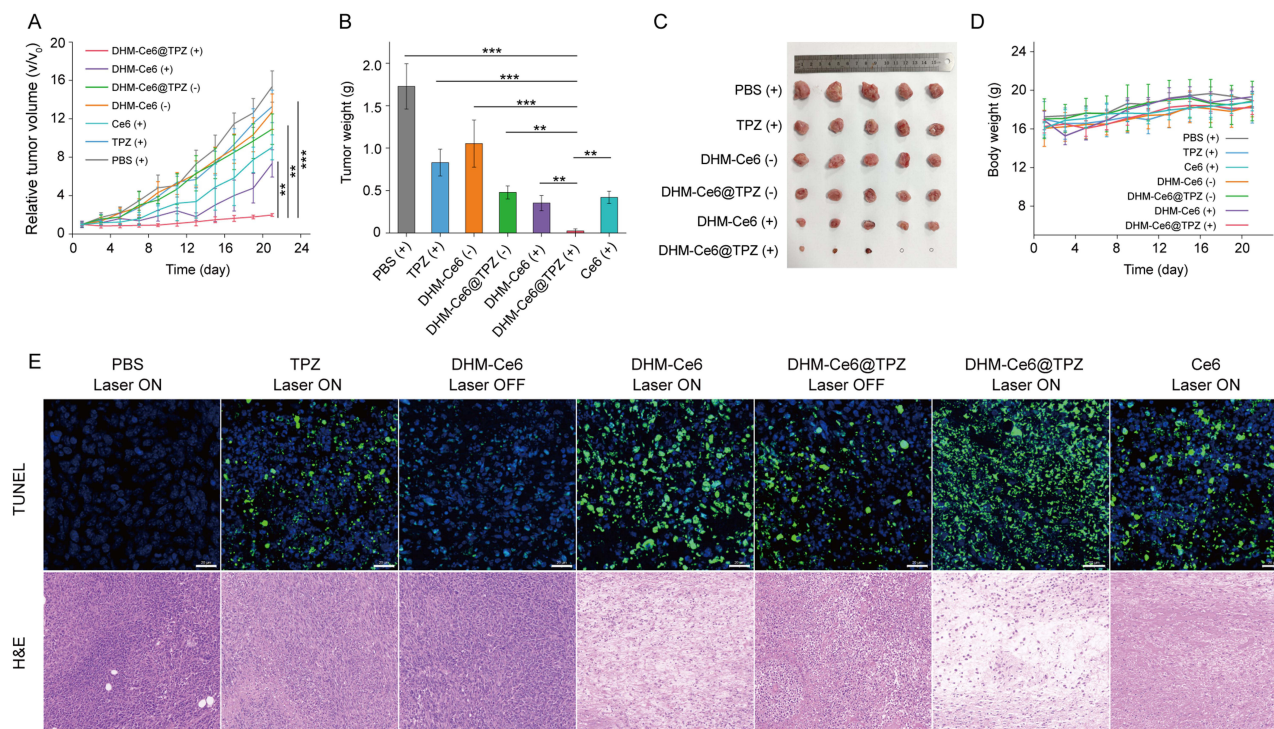 A
Relative tumor volume (v/v₀)
20
16
12
8
4
0
DHM-Ce6@TPZ (+)
DHM-Ce6 (+)
DHM-Ce6@TPZ (-)
DHM-Ce6 (-)
Ce6 (+)
TPZ (+)
PBS (+)
**
**
***
0 4 8 12 16 20 24
Time (day)
B
Tumor weight (g)
2.0
1.5
1.0
0.5
0
***
***
***
**
**
**
PBS (+)
TPZ (+)
DHM-Ce6 (-)
DHM-Ce6@TPZ (-)
DHM-Ce6 (+)
DHM-Ce6@TPZ (+)
Ce6 (+)
C
PBS (+)
TPZ (+)
DHM-Ce6 (-)
DHM-Ce6@TPZ (-)
DHM-Ce6 (+)
DHM-Ce6@TPZ (+)
D
Body weight (g)
24
20
16
12
8
PBS (+)
TPZ (+)
Ce6 (+)
DHM-Ce6 (-)
DHM-Ce6@TPZ (-)
DHM-Ce6 (+)
DHM-Ce6@TPZ (+)
0 4 8 12 16 20
Time (day)
E
PBS
Laser ON
TPZ
Laser ON
DHM-Ce6
Laser OFF
DHM-Ce6
Laser ON
DHM-Ce6@TPZ
Laser OFF
DHM-Ce6@TPZ
Laser ON
Ce6
Laser ON
TUNEL
H&E